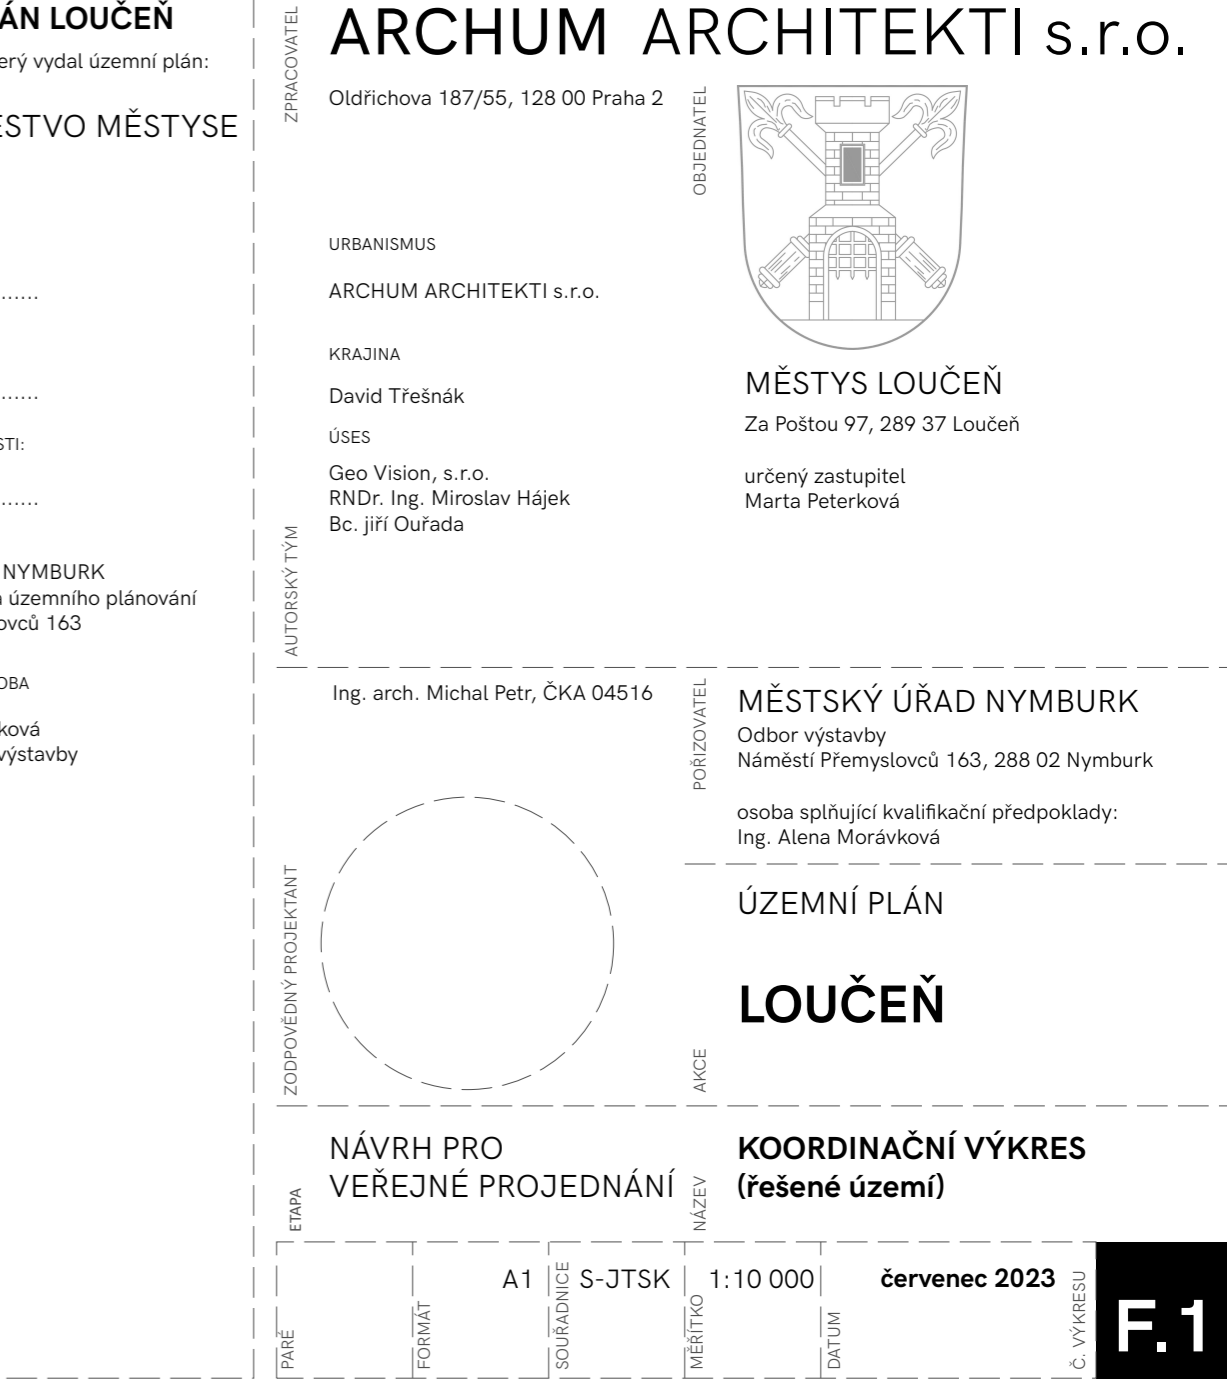 ÁN LOUČEŇ
erý vydal územní plán:
ESTVO MĚSTYSE
.......
.......
STI:
.......
NYMBURK
a územního plánování
ovců 163
OBA
ková
výstavby
ZPRACOVATEL
ARCHUM ARCHITEKTI s.r.o.
Oldřichova 187/55, 128 00 Praha 2
OBJEDNATEL
URBANISMUS
ARCHUM ARCHITEKTI s.r.o.
KRAJINA
David Třešnák
ÚSES
Geo Vision, s.r.o.
RNDr. Ing. Miroslav Hájek
Bc. jiří Ouřada
AUTORSKÝ TÝM
MĚSTYS LOUČEŇ
Za Poštou 97, 289 37 Loučeň
určený zastupitel
Marta Peterková
Ing. arch. Michal Petr, ČKA 04516
ZODPOVĚDNÝ PROJEKTANT
POŘIZOVATEL
MĚSTSKÝ ÚŘAD NYMBURK
Odbor výstavby
Náměstí Přemyslovců 163, 288 02 Nymburk
osoba splňující kvalifikační předpoklady:
Ing. Alena Morávková
AKCE
ÚZEMNÍ PLÁN
LOUČEŇ
ETAPA
NÁVRH PRO
VEŘEJNÉ PROJEDNÁNÍ
NÁZEV
KOORDINAČNÍ VÝKRES
(řešené území)
PARÉ
FORMÁT
A1
SOUŘADNICE
S-JTSK
MĚŘÍTKO
1:10 000
DATUM
červenec 2023
Č. VÝKRESU
F.1